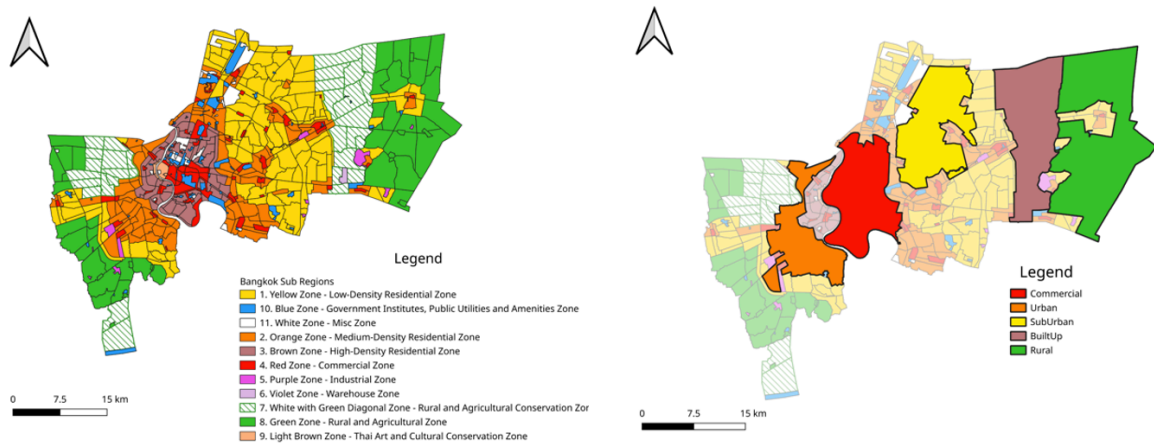 Legend
Bangkok Sub Regions
1. Yellow Zone - Low-Density Residential Zone
10. Blue Zone - Government Institutes, Public Utilities and Amenities Zone
11. White Zone - Misc Zone
2. Orange Zone - Medium-Density Residential Zone
3. Brown Zone - High-Density Residential Zone
4. Red Zone - Commercial Zone
5. Purple Zone - Industrial Zone
6. Violet Zone - Warehouse Zone
7. White with Green Diagonal Zone - Rural and Agricultural Conservation Zor
8. Green Zone - Rural and Agricultural Zone
9. Light Brown Zone - Thai Art and Cultural Conservation Zone
0 7.5 15 km
Legend
Commercial
Urban
SubUrban
BuiltUp
Rural
0 7.5 15 km